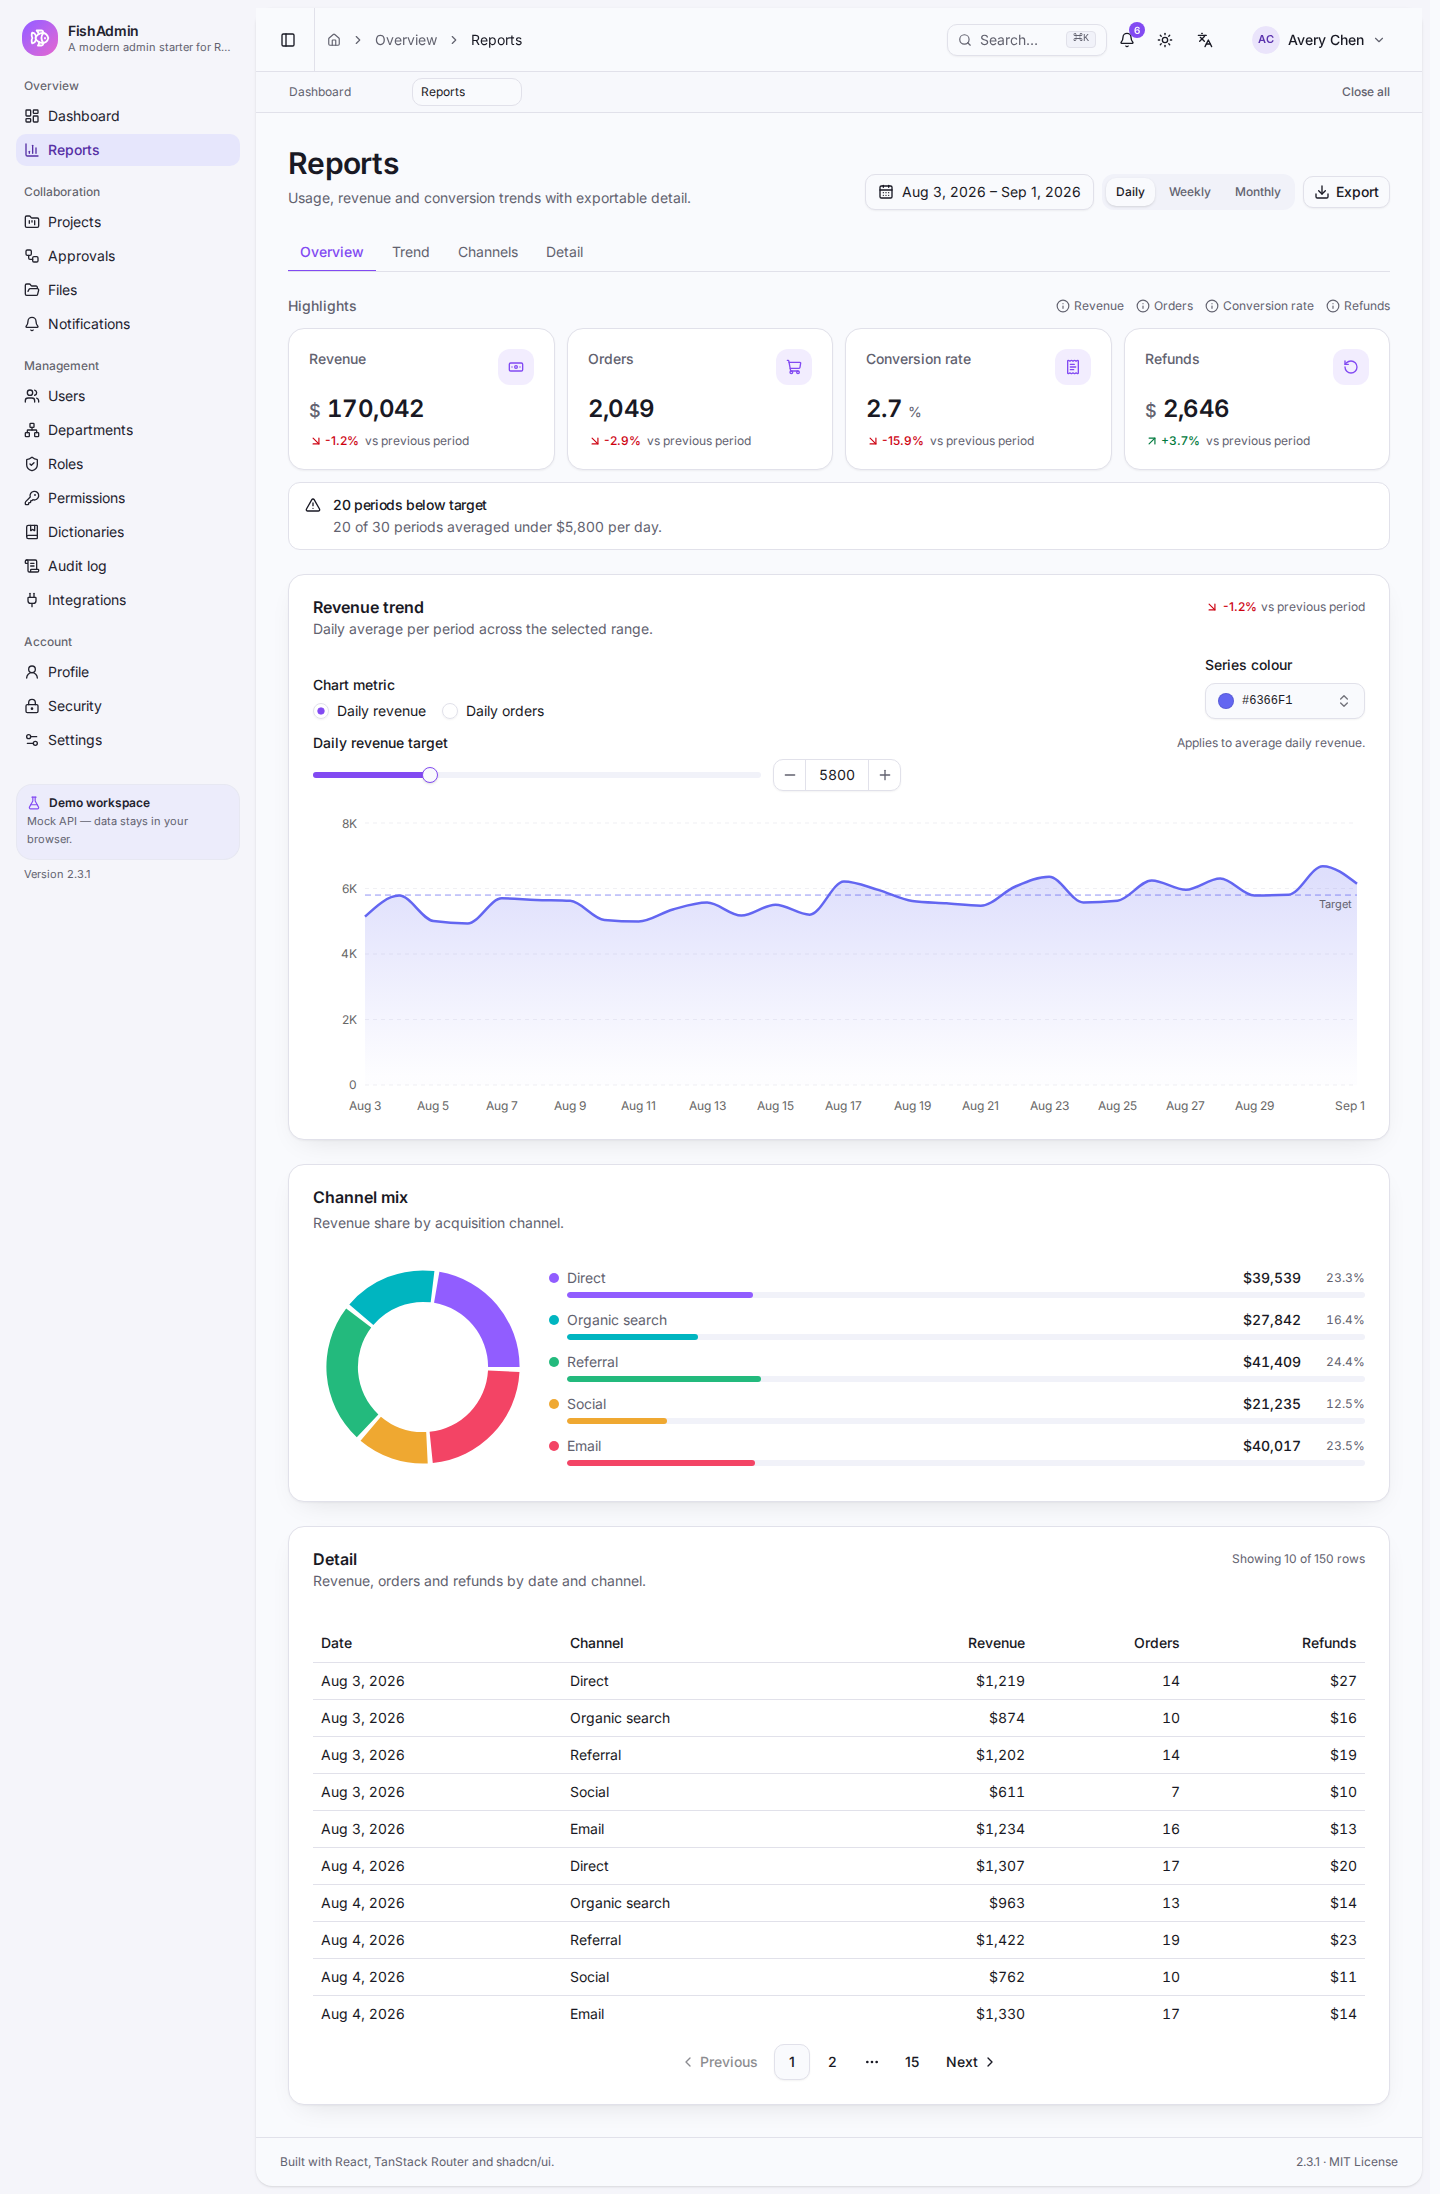 FishAdmin
A modern admin starter for R...
Overview
Dashboard
Reports
Collaboration
Projects
Approvals
Files
Notifications
Management
Users
Departments
Roles
Permissions
Dictionaries
Audit log
Integrations
Account
Profile
Security
Settings
Demo workspace
Mock API — data stays in your
browser.
Version 2.3.1
Overview
Reports
Search...
⌘K
6
AC
Avery Chen
Dashboard
Reports
Close all
Reports
Usage, revenue and conversion trends with exportable detail.
Aug 3, 2026 – Sep 1, 2026
Daily
Weekly
Monthly
Export
Overview
Trend
Channels
Detail
Highlights
Revenue
Orders
Conversion rate
Refunds
Revenue
$ 170,042
-1.2% vs previous period
Orders
2,049
-2.9% vs previous period
Conversion rate
2.7 %
-15.9% vs previous period
Refunds
$ 2,646
+3.7% vs previous period
20 periods below target
20 of 30 periods averaged under $5,800 per day.
Revenue trend
-1.2% vs previous period
Daily average per period across the selected range.
Series colour
Chart metric
#6366F1
Daily revenue
Daily orders
Daily revenue target
Applies to average daily revenue.
5800
8K
6K
Target
4K
2K
0
Aug 3
Aug 5
Aug 7
Aug 9
Aug 11
Aug 13
Aug 15
Aug 17
Aug 19
Aug 21
Aug 23
Aug 25
Aug 27
Aug 29
Sep 1
Channel mix
Revenue share by acquisition channel.
Direct $39,539 23.3%
Organic search $27,842 16.4%
Referral $41,409 24.4%
Social $21,235 12.5%
Email $40,017 23.5%
Detail
Showing 10 of 150 rows
Revenue, orders and refunds by date and channel.
Date Channel Revenue Orders Refunds
Aug 3, 2026 Direct $1,219 14 $27
Aug 3, 2026 Organic search $874 10 $16
Aug 3, 2026 Referral $1,202 14 $19
Aug 3, 2026 Social $611 7 $10
Aug 3, 2026 Email $1,234 16 $13
Aug 4, 2026 Direct $1,307 17 $20
Aug 4, 2026 Organic search $963 13 $14
Aug 4, 2026 Referral $1,422 19 $23
Aug 4, 2026 Social $762 10 $11
Aug 4, 2026 Email $1,330 17 $14
Previous 1 2 ... 15 Next
Built with React, TanStack Router and shadcn/ui.
2.3.1 · MIT License